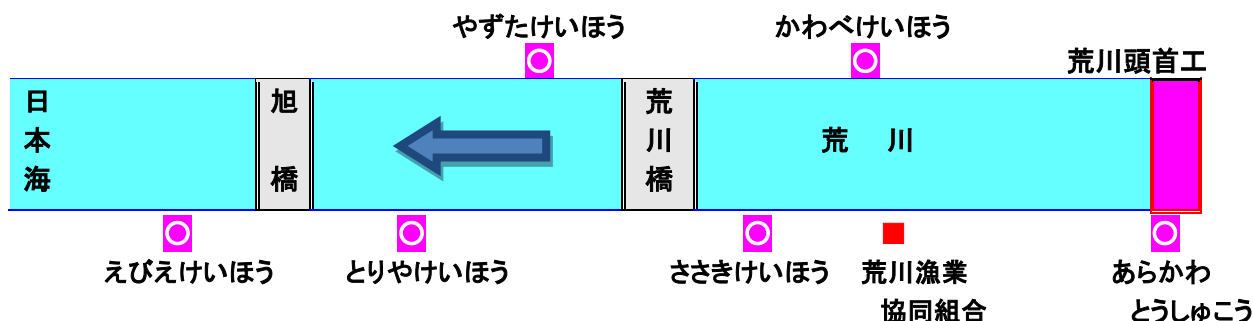 やずたけいほう
かわべけいほう
荒川頭首工
日本海
旭橋
荒川橋
荒川
えびえけいほう
とりやけいほう
ささきけいほう
荒川漁業
協同組合
あらかわ
とうしゅこう